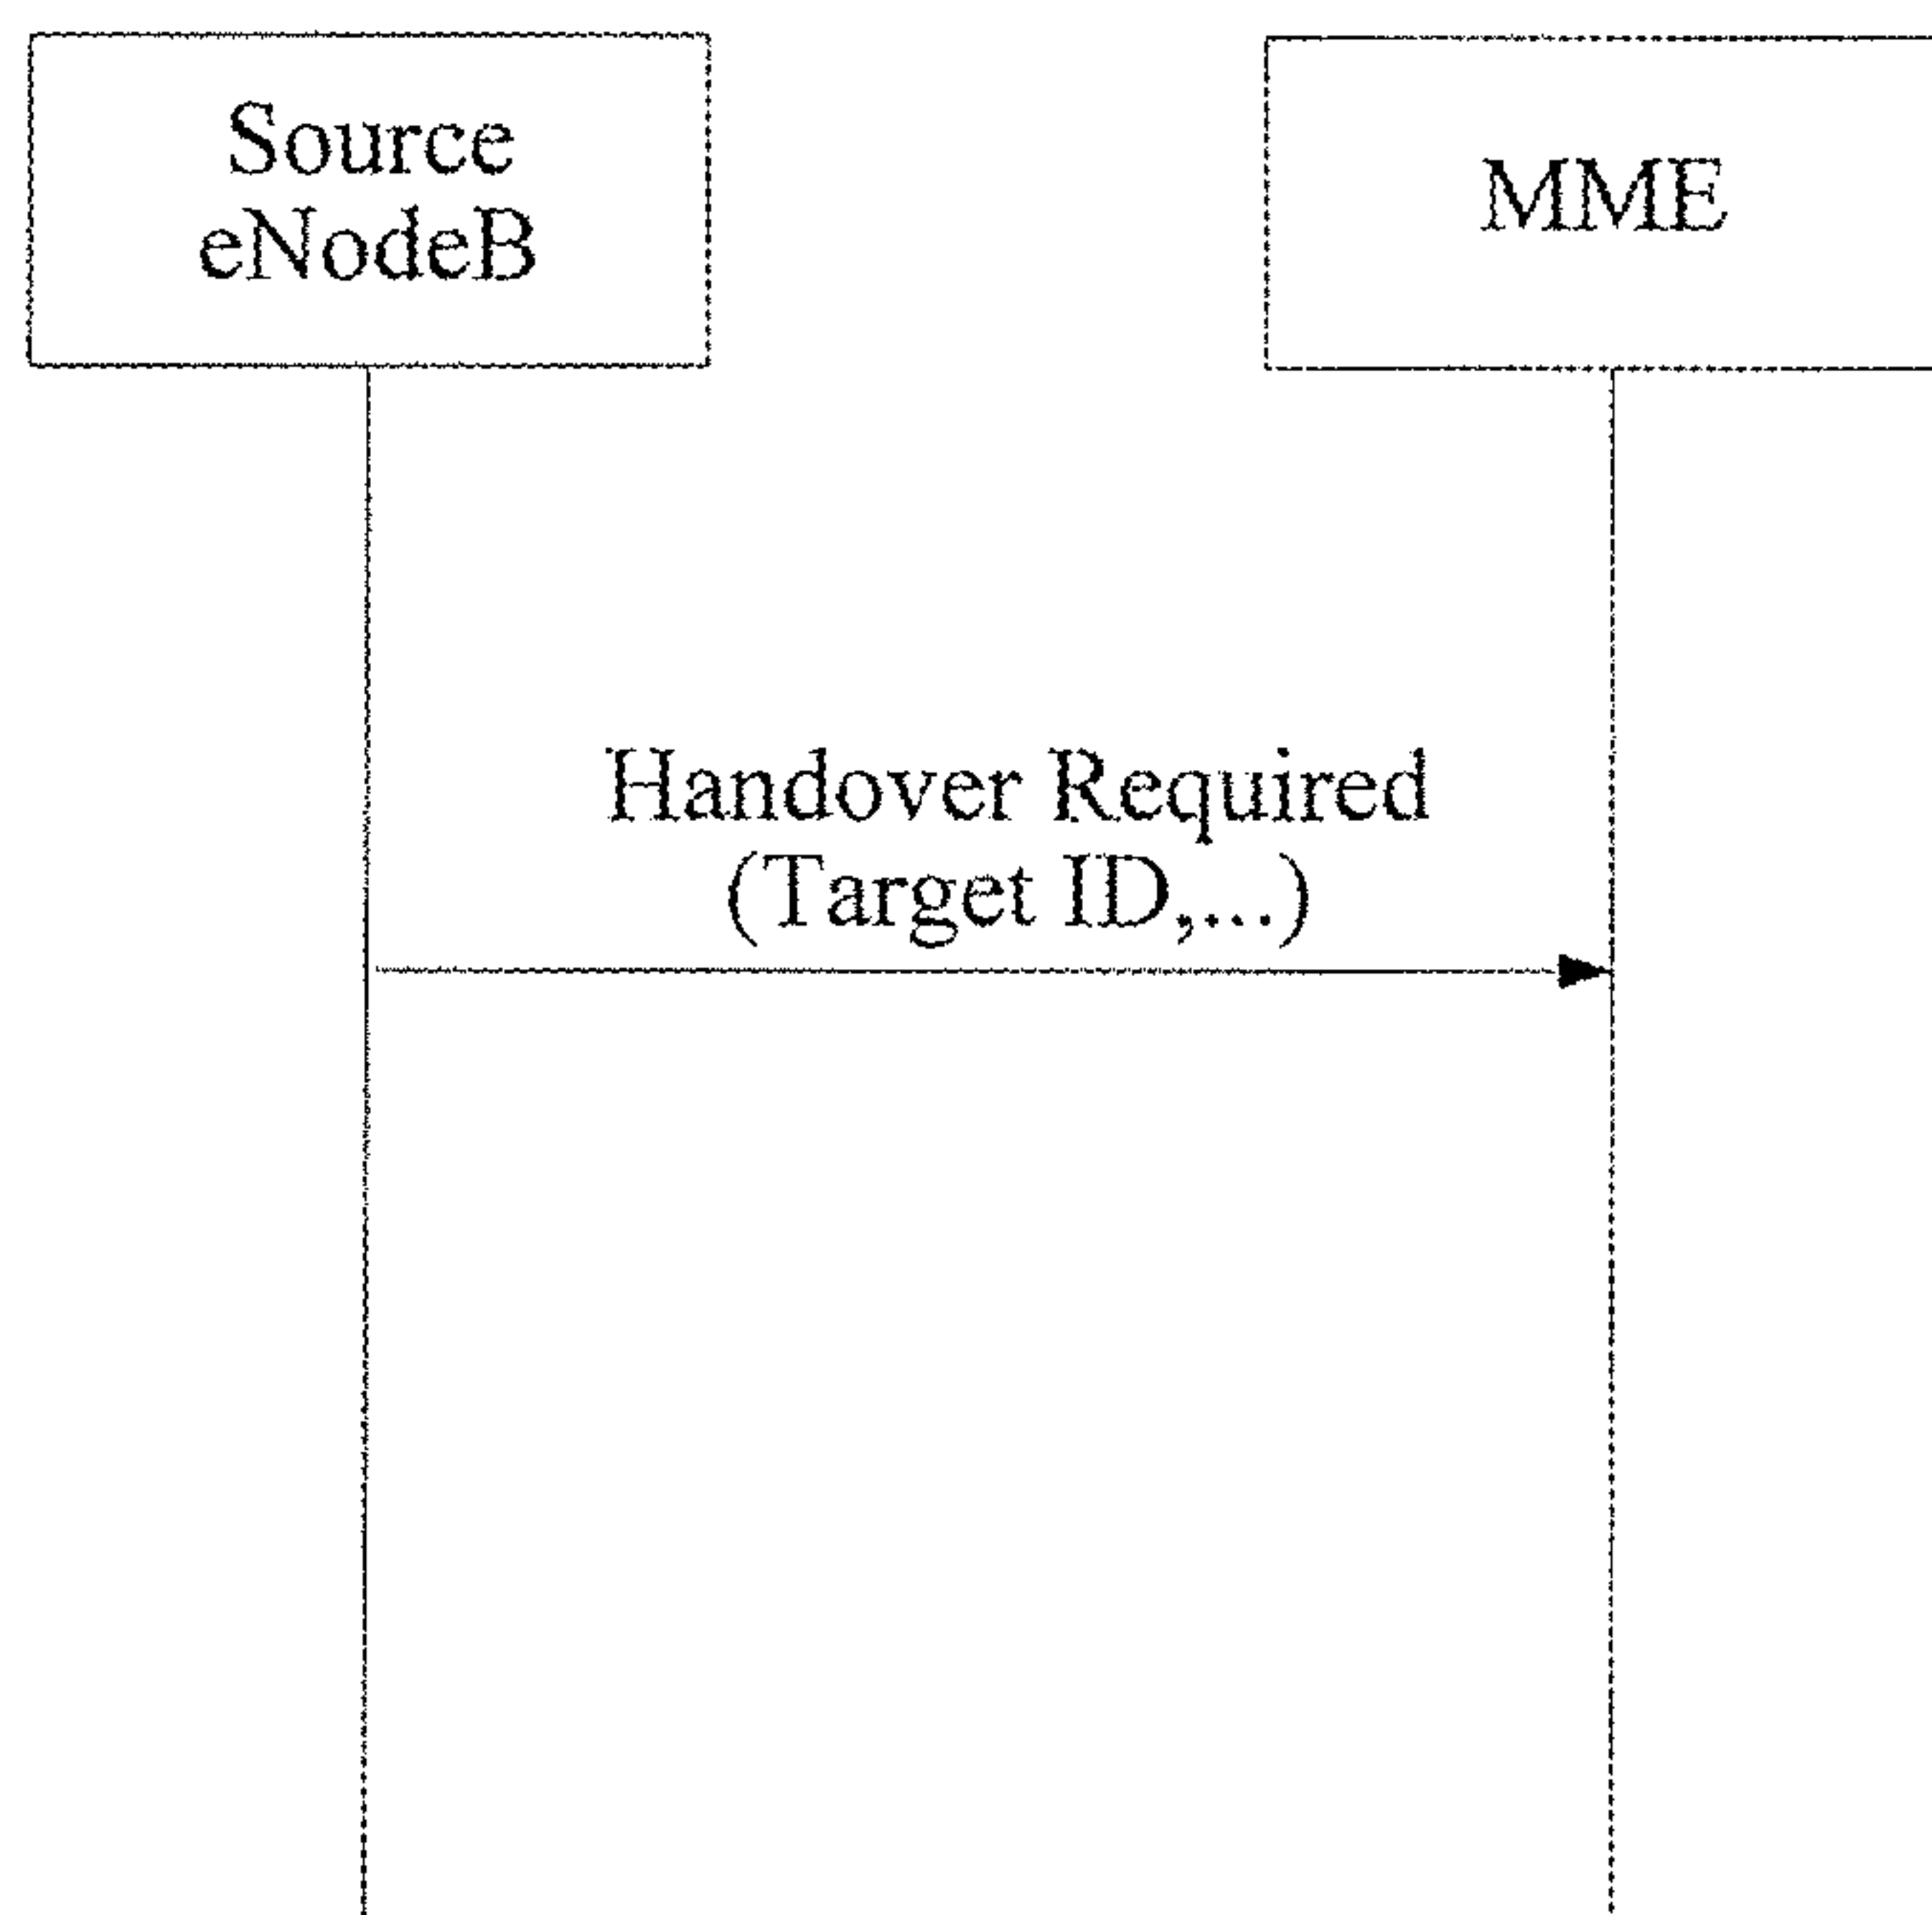 Source
eNodeB
MME
Handover Required
(Target ID,...)